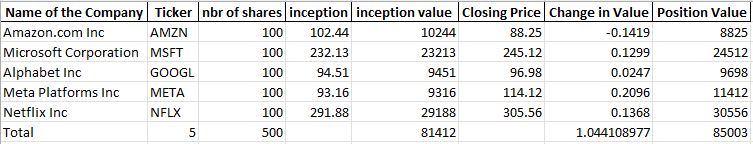 Name of the Company Ticker nbr of shares inception inception value Closing Price Change in Value Position Value
Amazon.com Inc AMZN 100 102.44 10244 88.25 -0.1419 8825
Microsoft Corporation MSFT 100 232.13 23213 245.12 0.1299 24512
Alphabet Inc GOOGL 100 94.51 9451 96.98 0.0247 9698
Meta Platforms Inc META 100 93.16 9316 114.12 0.2096 11412
Netflix Inc NFLX 100 291.88 29188 305.56 0.1368 30556
Total 5 500 81412 1.044108977 85003